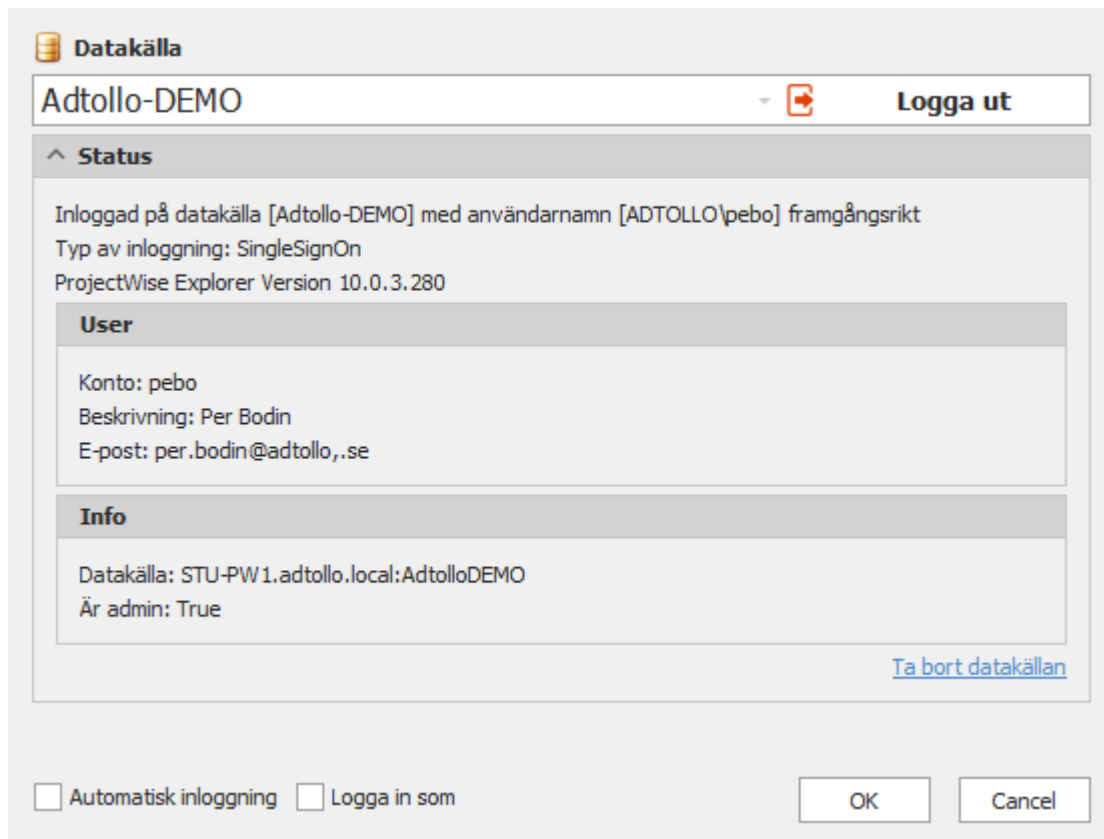 Datakälla
Adtollo-DEMO Logga ut
Status
Inloggad på datakälla [Adtollo-DEMO] med användarnamn [ADTOLLO\pebo] framgångsrikt
Typ av inloggning: SingleSignOn
ProjectWise Explorer Version 10.0.3.280
User
Konto: pebo
Beskrivning: Per Bodin
E-post: per.bodin@adtollo,.se
Info
Datakälla: STU-PW1.adtollo.local:AdtolloDEMO
Är admin: True
Ta bort datakällan
Automatisk inloggning Logga in som OK Cancel